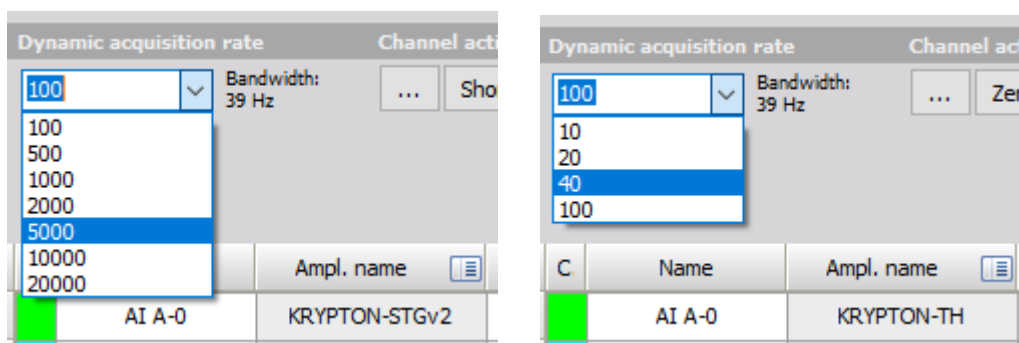 Dynamic acquisition rate Channel acti
100 Bandwidth:
39 Hz ... Sho
100
500
1000
2000
5000
10000
20000
Ampl. name
AI A-0 KRYPTON-STGv2
Dynamic acquisition rate Channel ac
100 Bandwidth:
39 Hz ... Zer
10
20
40
100
C. Name Ampl. name
AI A-0 KRYPTON-TH